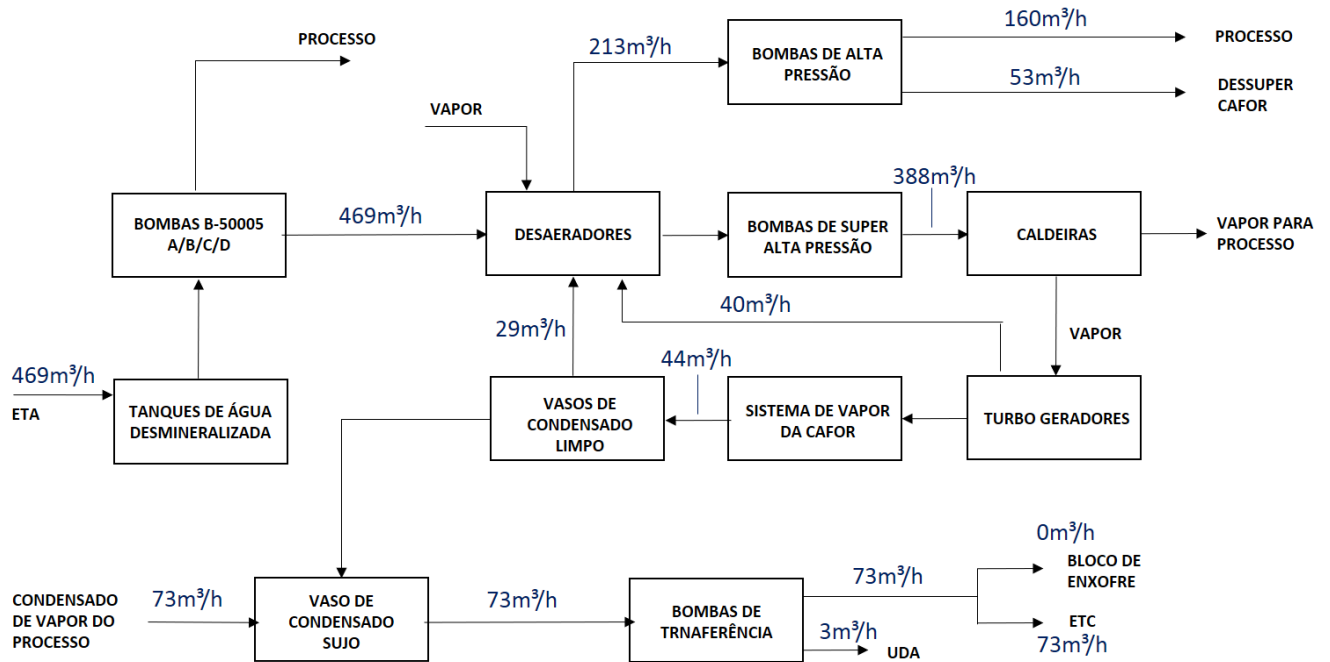 PROCESSO
213m³/h
BOMBAS DE ALTA
PRESSÃO
160m³/h
PROCESSO
53m³/h
DESSUPER
CAFOR
VAPOR
BOMBAS B-50005
A/B/C/D
469m³/h
DESAERADORES
BOMBAS DE SUPER
ALTA PRESSÃO
388m³/h
CALDEIRAS
VAPOR PARA
PROCESSO
40m³/h
29m³/h
44m³/h
VAPOR
469m³/h
ETA
TANQUES DE ÁGUA
DESMINERALIZADA
VASOS DE
CONDENSADO
LIMPO
SISTEMA DE VAPOR
DA CAFOR
TURBO GERADORES
CONDENSADO
DE VAPOR DO
PROCESSO
73m³/h
VASO DE
CONDENSADO
SUJO
73m³/h
BOMBAS DE
TRNAFERÊNCIA
73m³/h
3m³/h
UDA
0m³/h
BLOCO DE
ENXOFRE
ETC
73m³/h